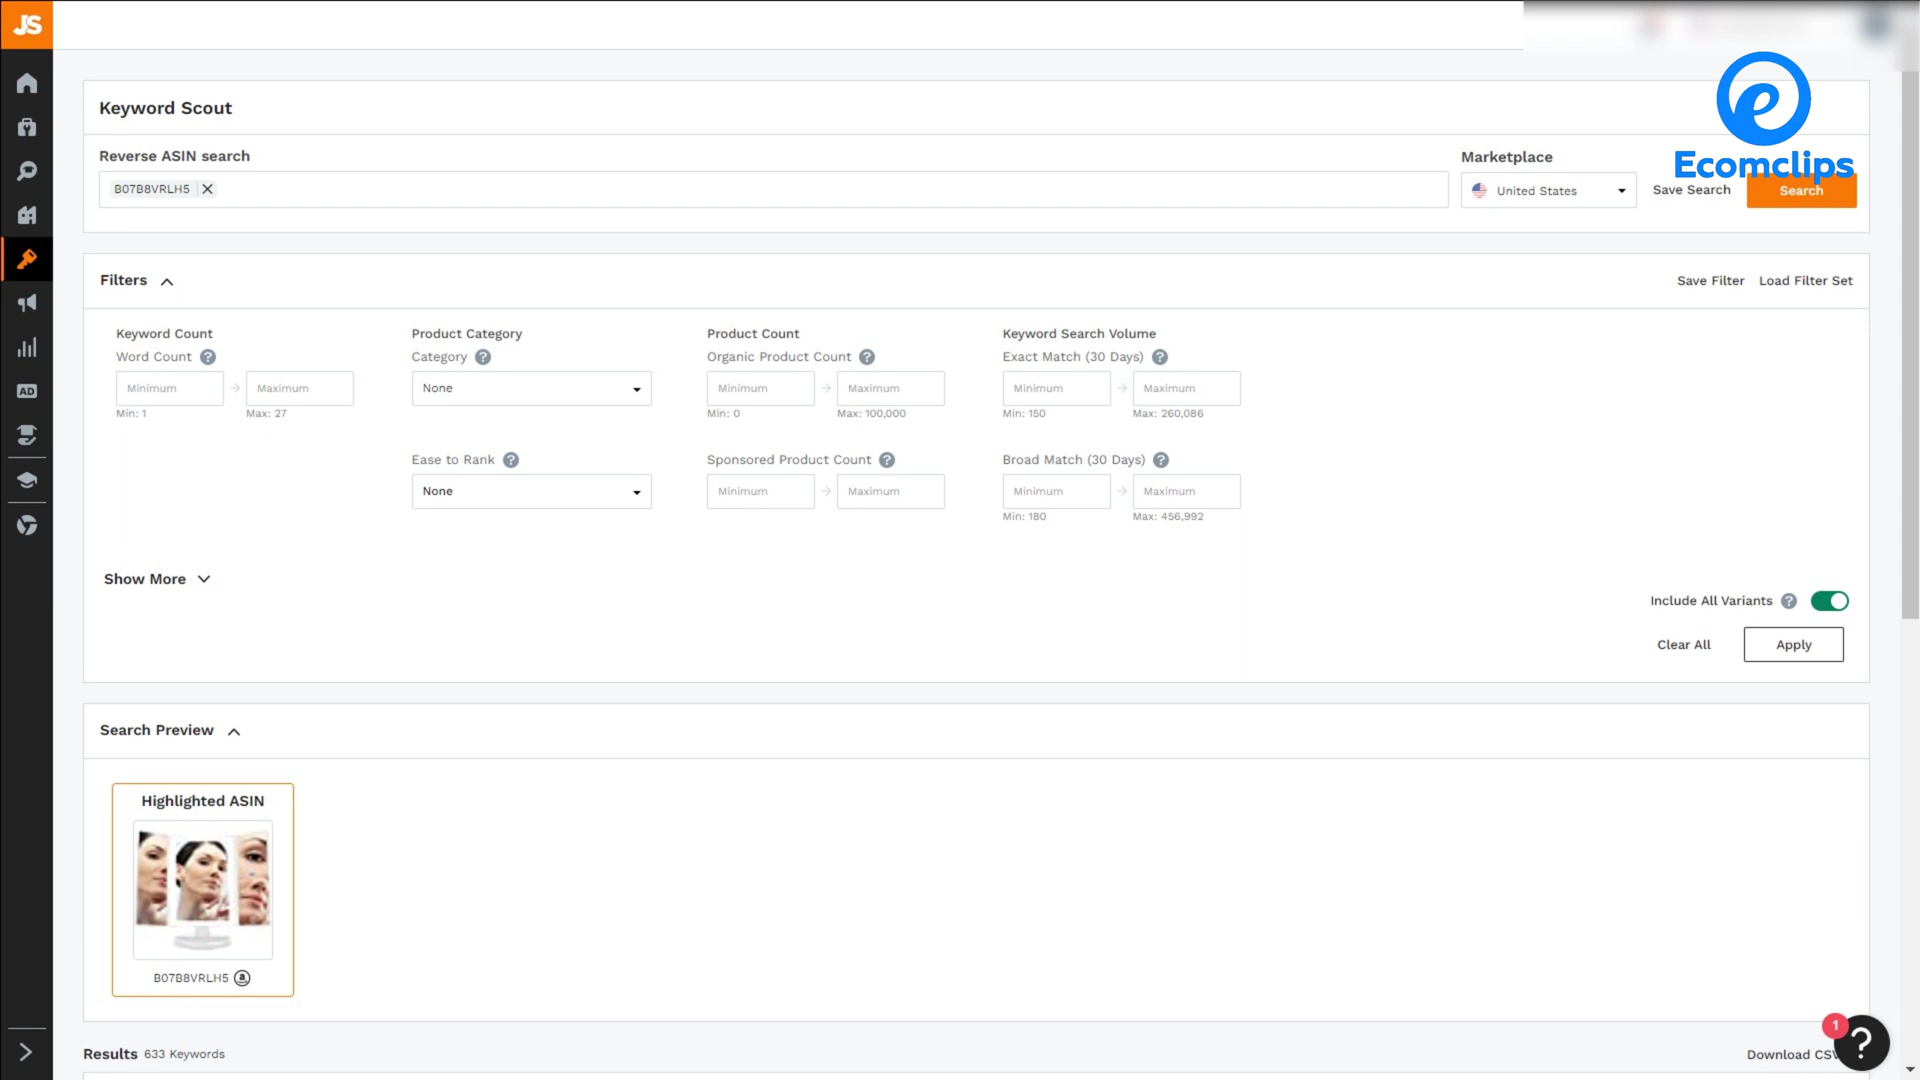 JS
Ecomclips
Keyword Scout
Reverse ASIN search
B07B8VRLH5
Marketplace
United States
Save Search
Search
Filters
Save Filter
Load Filter Set
Keyword Count
Product Category
Product Count
Keyword Search Volume
Word Count ?
Category ?
Organic Product Count ?
Exact Match (30 Days) ?
Minimum
Maximum
None
Minimum
Maximum
Minimum
Maximum
Min: 1
Max: 27
Min: 0
Max: 100,000
Min: 150
Max: 260,086
Ease to Rank ?
Sponsored Product Count ?
Broad Match (30 Days) ?
None
Minimum
Maximum
Minimum
Maximum
Min: 180
Max: 456,992
AD
Show More
Include All Variants ?
Clear All
Apply
Search Preview
Highlighted ASIN
B07B8VRLH5
Results 633 Keywords
Download CSV
1
?